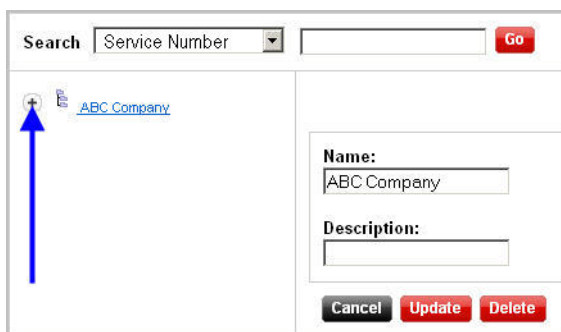 Search Service Number Go
ABC Company
Name:
ABC Company
Description:
Cancel Update Delete